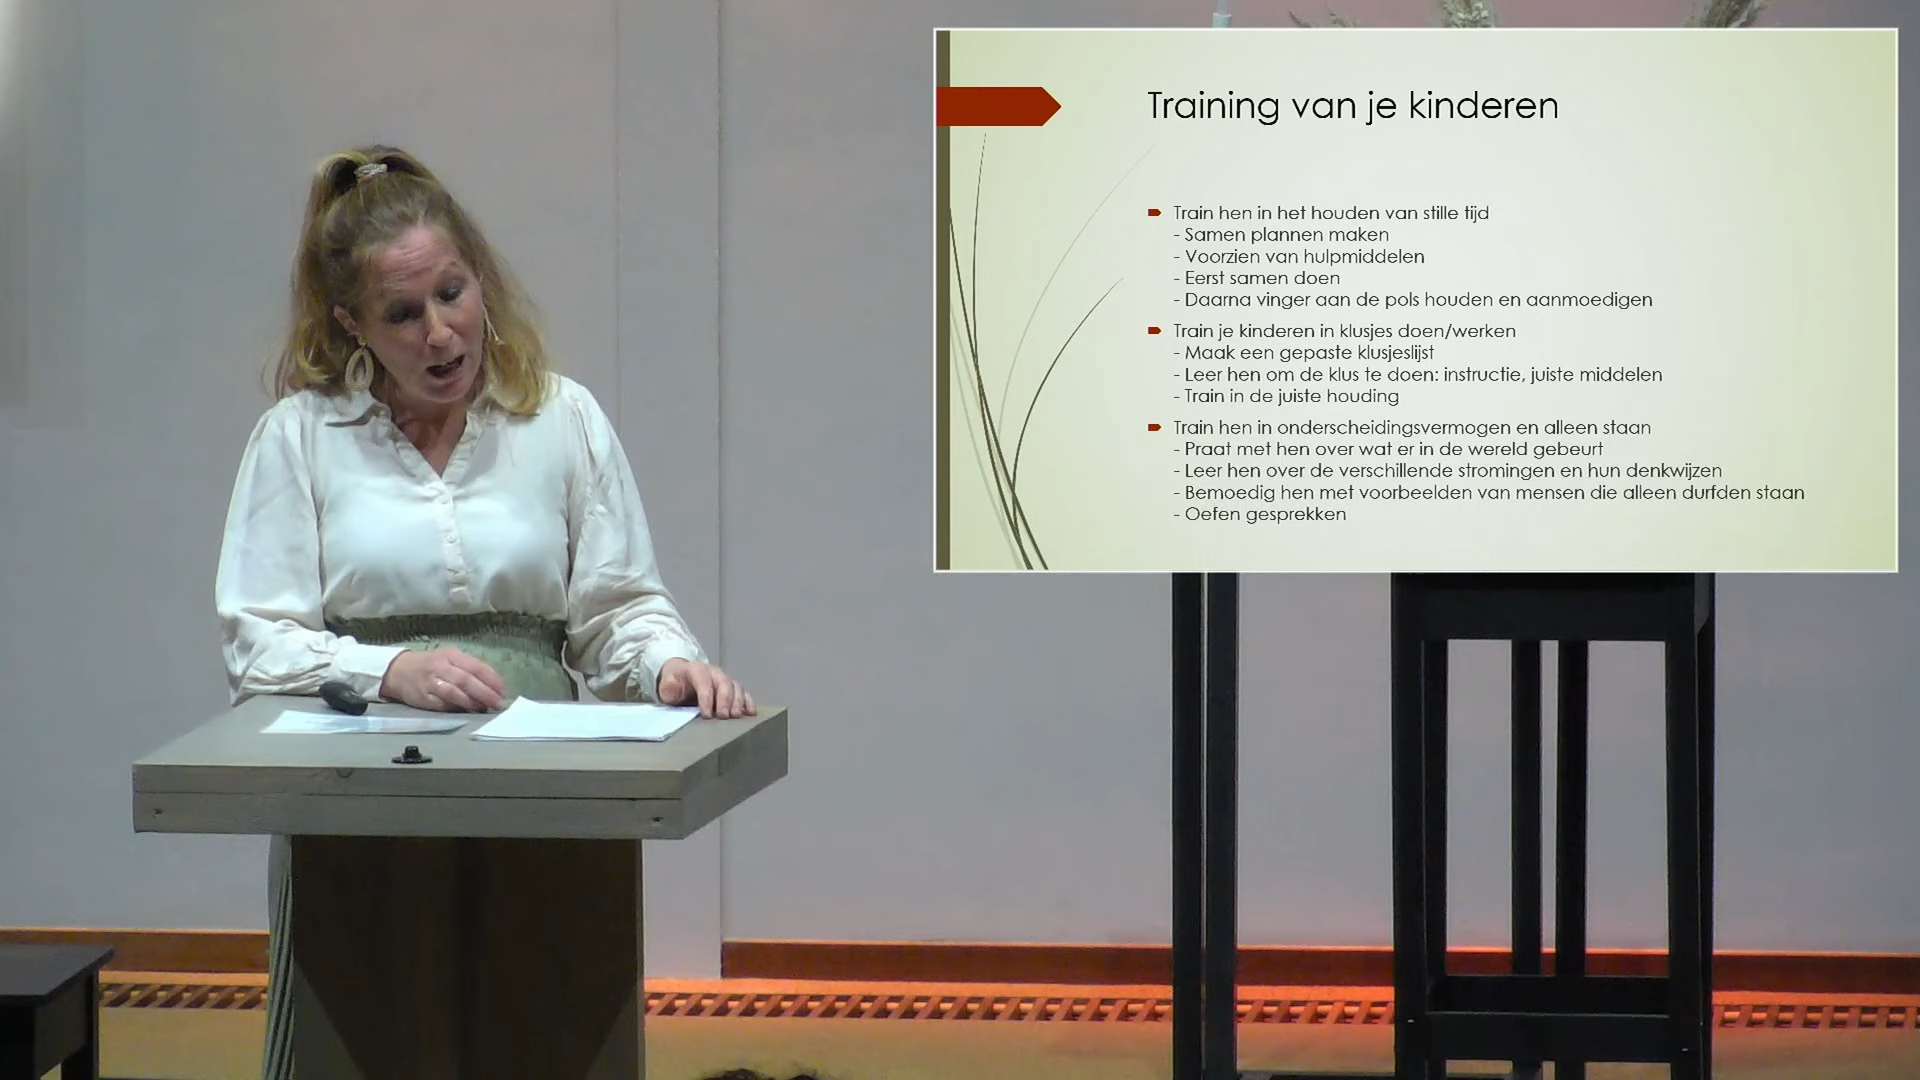 Training van je kinderen
Train hen in het houden van stille tijd
- Samen plannen maken
- Voorzien van hulpmiddelen
- Eerst samen doen
- Daarna vinger aan de pols houden en aanmoedigen
Train je kinderen in klusjes doen/werken
- Maak een gepaste klusjeslijst
- Leer hen om de klus te doen: instructie, juiste middelen
- Train in de juiste houding
Train hen in onderscheidingsvermogen en alleen staan
- Praat met hen over wat er in de wereld gebeurt
- Leer hen over de verschillende stromingen en hun denkwijzen
- Bemoedig hen met voorbeelden van mensen die alleen durfden staan
- Oefen gesprekken